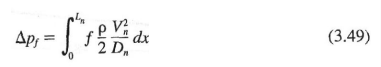 Δp_f = ∫_0^{L_n} f ρ/2 V_n^2/D_n dx (3.49)